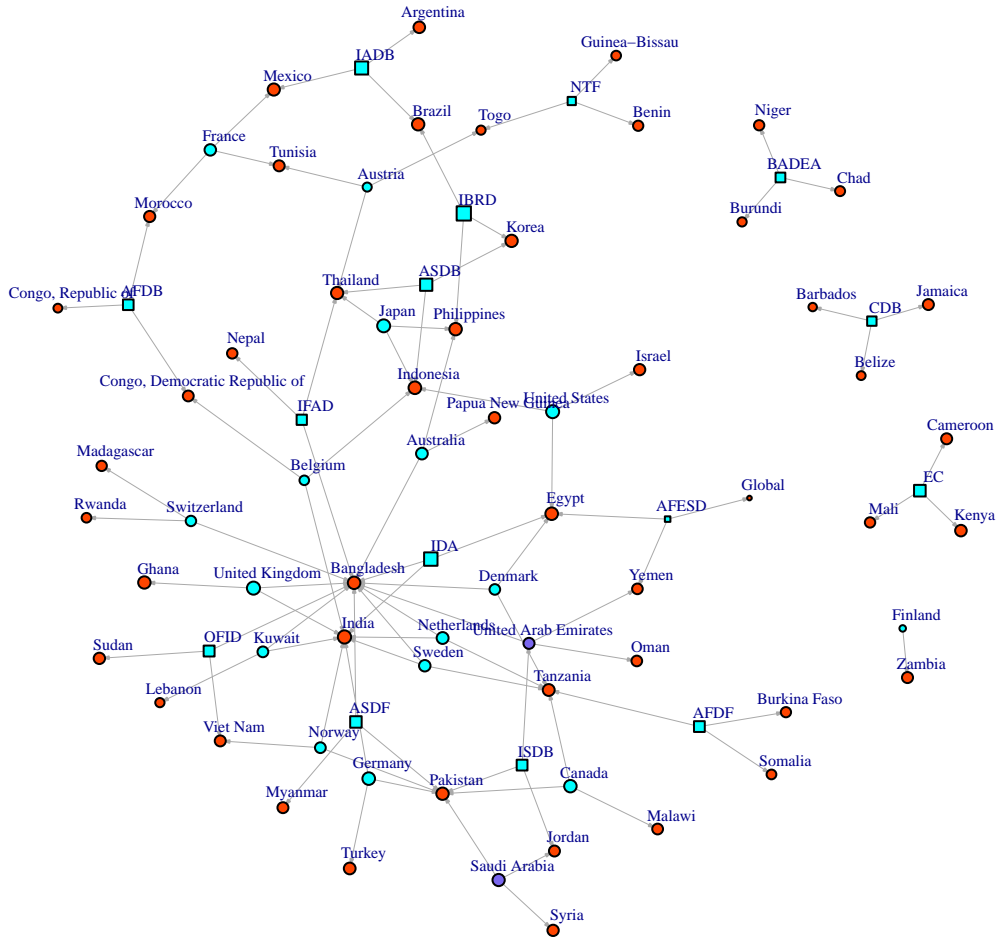 Argentina
Guinea−Bissau
IADB
Mexico
NTF
Brazil
Togo
Benin
Niger
France
Tunisia
Austria
BADEA
Chad
Morocco
IBRD
Burundi
Korea
ASDB
Thailand
Congo, Republic of
AFDB
Barbados
Jamaica
Japan
Philippines
CDB
Nepal
Israel
Belize
Congo, Democratic Republic of
Indonesia
United States
IFAD
Papua New Guinea
Cameroon
Australia
Madagascar
Belgium
EC
Switzerland
Global
Rwanda
Egypt
AFESD
Mali
Kenya
IDA
Ghana
United Kingdom
Bangladesh
Denmark
Yemen
Finland
India
Netherlands
United Arab Emirates
Sudan
OFID
Kuwait
Sweden
Oman
Zambia
Tanzania
Lebanon
ASDF
Burkina Faso
Viet Nam
Norway
AFDF
ISDB
Germany
Pakistan
Canada
Somalia
Myanmar
Malawi
Jordan
Turkey
Saudi Arabia
Syria